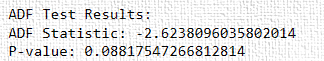 ADF Test Results:
ADF Statistic: -2.6238096035802014
P-value: 0.08817547266812814